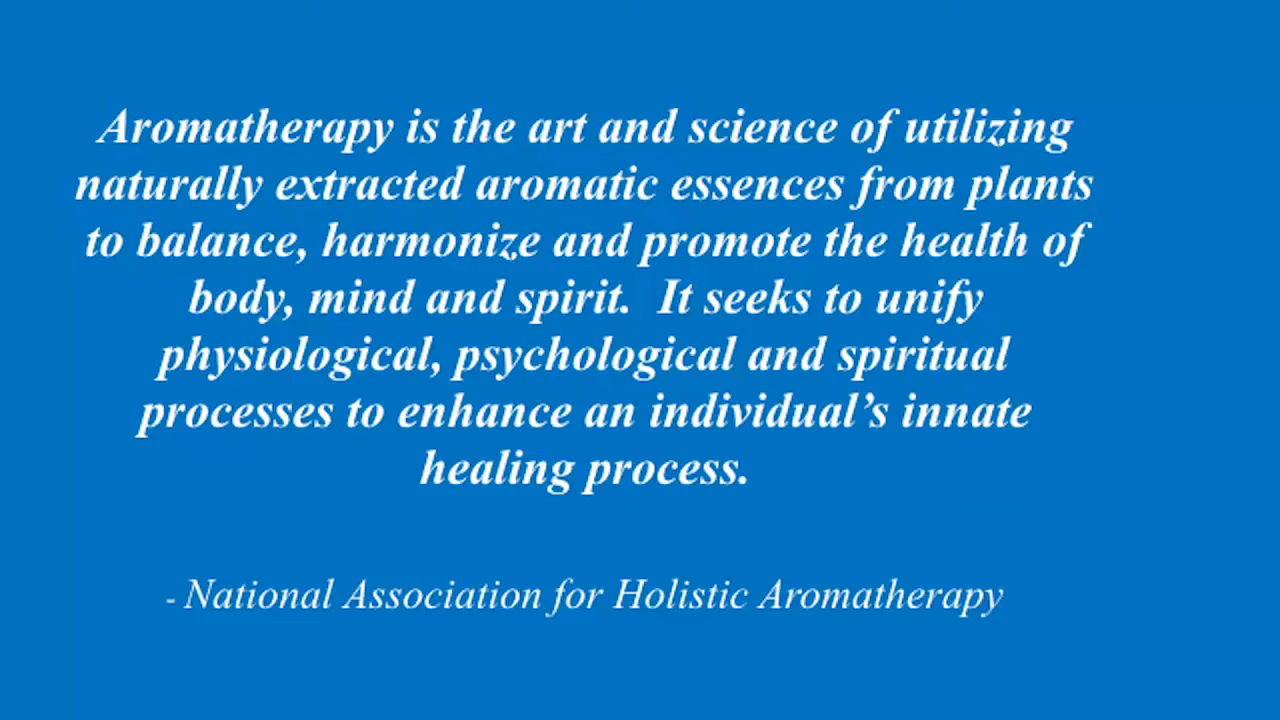 Aromatherapy is the art and science of utilizing
naturally extracted aromatic essences from plants
to balance, harmonize and promote the health of
body, mind and spirit.  It seeks to unify
physiological, psychological and spiritual
processes to enhance an individual’s innate
healing process.
- National Association for Holistic Aromatherapy